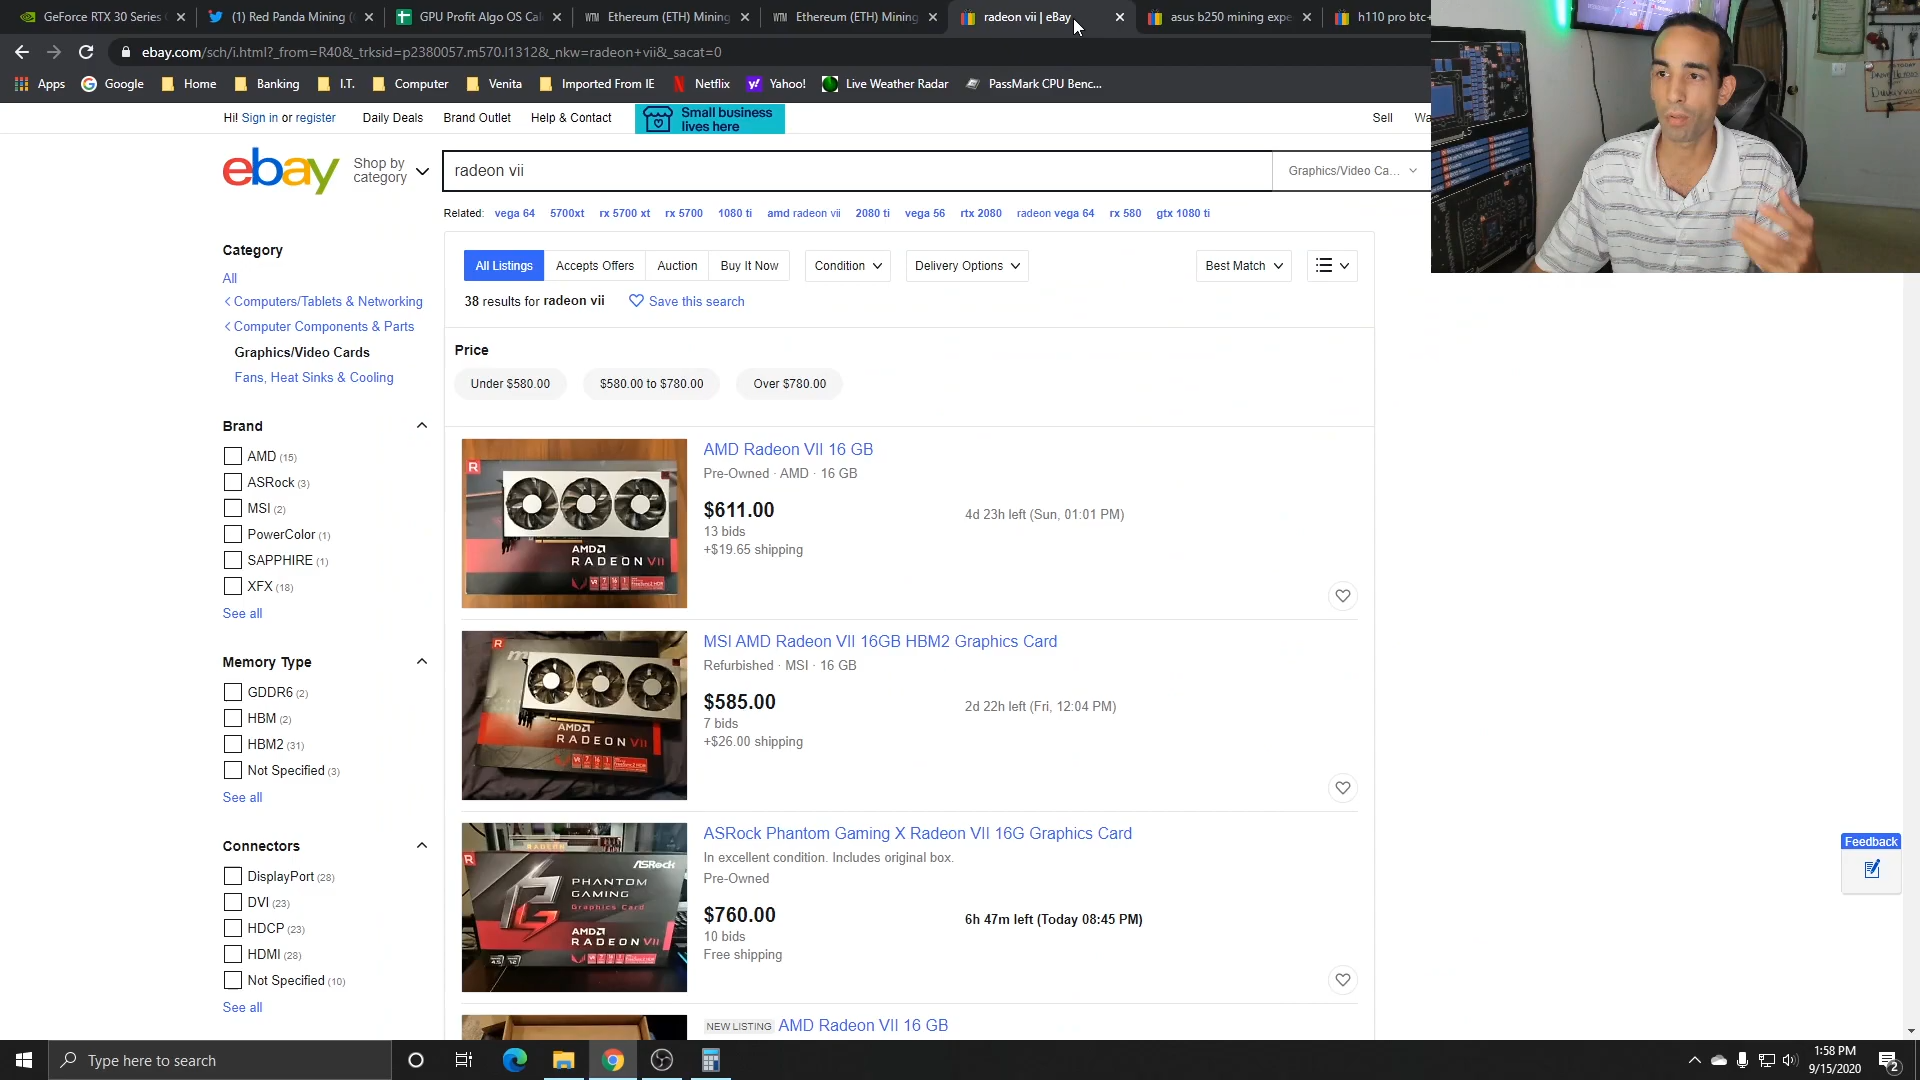 GeForce RTX 30 Series
(1) Red Panda Mining (
GPU Profit Algo OS Cal
WTM Ethereum (ETH) Mining
WTM Ethereum (ETH) Mining
radeon vii | eBay
asus b250 mining expe
h110 pro btc+
ebay.com/sch/i.html?_from=R40&_trksid=p2380057.m570.l1312&_nkw=radeon+vii&_sacat=0
Apps Google Home Banking I.T. Computer Venita Imported From IE Netflix Yahoo! Live Weather Radar PassMark CPU Benc...
Hi! Sign in or register Daily Deals Brand Outlet Help & Contact
Small business
lives here
Sell Wa
ebay
Shop by
category
radeon vii
Graphics/Video Ca...
Related: vega 64 5700xt rx 5700 xt rx 5700 1080 ti amd radeon vii 2080 ti vega 56 rtx 2080 radeon vega 64 rx 580 gtx 1080 ti
Category
All
Computers/Tablets & Networking
Computer Components & Parts
Graphics/Video Cards
Fans, Heat Sinks & Cooling
Brand
AMD (15)
ASRock (3)
MSI (2)
PowerColor (1)
SAPPHIRE (1)
XFX (18)
See all
Memory Type
GDDR6 (2)
HBM (2)
HBM2 (31)
Not Specified (3)
See all
Connectors
DisplayPort (28)
DVI (23)
HDCP (23)
HDMI (28)
Not Specified (10)
See all
All Listings Accepts Offers Auction Buy It Now Condition Delivery Options Best Match
38 results for radeon vii Save this search
Price
Under $580.00 $580.00 to $780.00 Over $780.00
R
AMD
RADEON VII
AMD Radeon VII 16 GB
Pre-Owned · AMD · 16 GB
$611.00
13 bids
+$19.65 shipping
4d 23h left (Sun, 01:01 PM)
R
AMD
RADEON VII
MSI AMD Radeon VII 16GB HBM2 Graphics Card
Refurbished · MSI · 16 GB
$585.00
7 bids
+$26.00 shipping
2d 22h left (Fri, 12:04 PM)
RADEON
R
ASRock
PHANTOM
GAMING
Graphics Card
AMD
RADEON VII
ASRock Phantom Gaming X Radeon VII 16G Graphics Card
In excellent condition. Includes original box.
Pre-Owned
$760.00
10 bids
Free shipping
6h 47m left (Today 08:45 PM)
NEW LISTING AMD Radeon VII 16 GB
Feedback
Type here to search
1:58 PM
9/15/2020
2